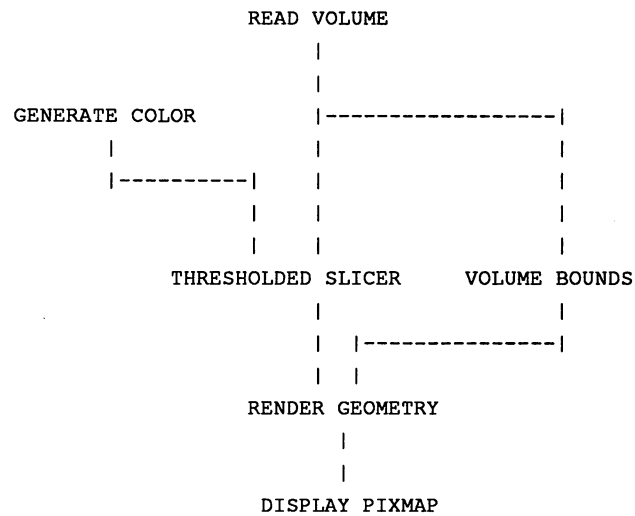 READ VOLUME
GENERATE COLOR
THRESHOLDED SLICER VOLUME BOUNDS
RENDER GEOMETRY
DISPLAY PIXMAP